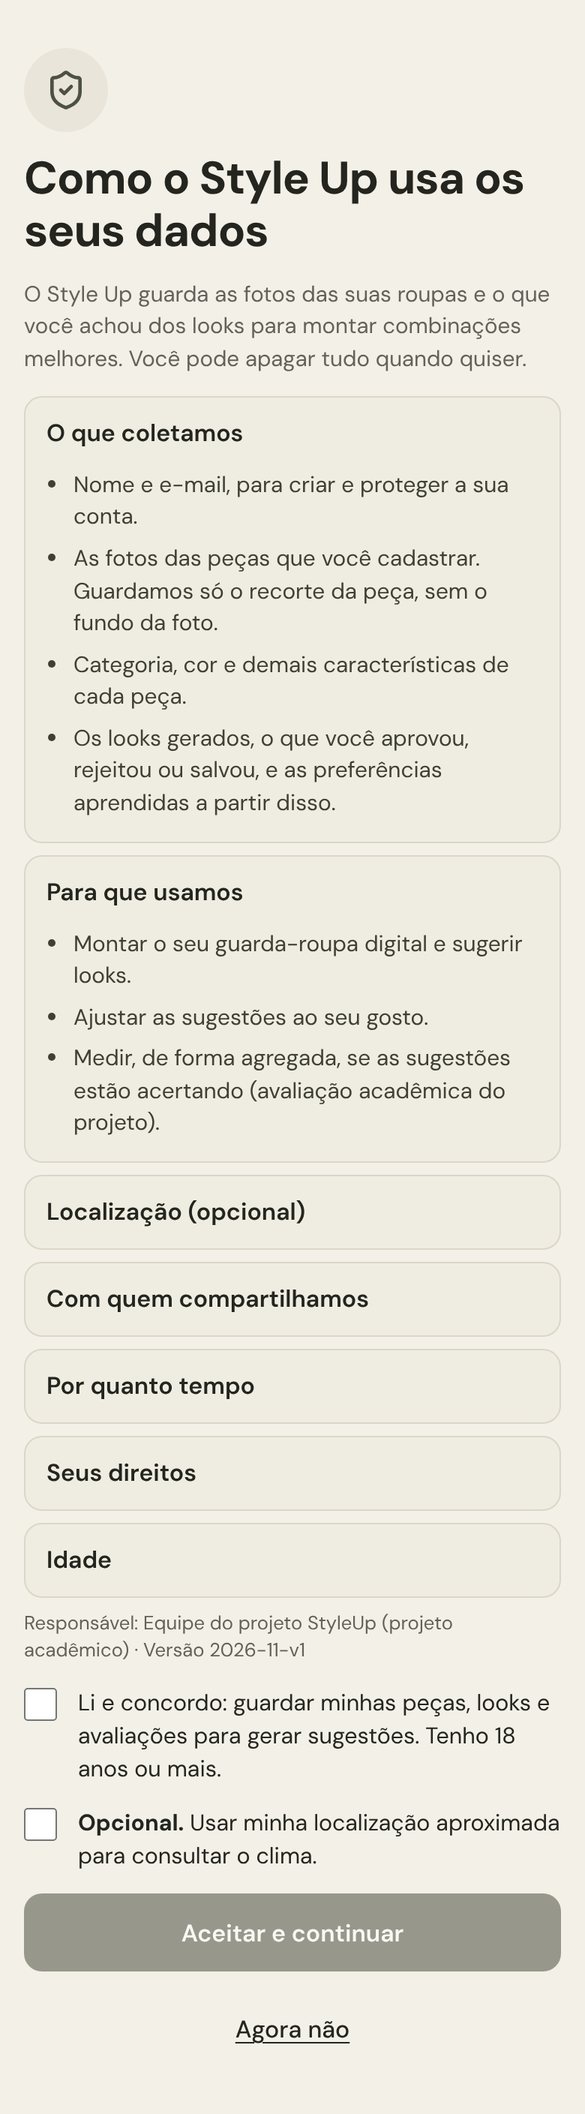 Como o Style Up usa os
seus dados
O Style Up guarda as fotos das suas roupas e o que
você achou dos looks para montar combinações
melhores. Você pode apagar tudo quando quiser.
O que coletamos
• Nome e e-mail, para criar e proteger a sua
conta.
• As fotos das peças que você cadastrar.
Guardamos só o recorte da peça, sem o
fundo da foto.
• Categoria, cor e demais características de
cada peça.
• Os looks gerados, o que você aprovou,
rejeitou ou salvou, e as preferências
aprendidas a partir disso.
Para que usamos
• Montar o seu guarda-roupa digital e sugerir
looks.
• Ajustar as sugestões ao seu gosto.
• Medir, de forma agregada, se as sugestões
estão acertando (avaliação acadêmica do
projeto).
Localização (opcional)
Com quem compartilhamos
Por quanto tempo
Seus direitos
Idade
Responsável: Equipe do projeto StyleUp (projeto
acadêmico) · Versão 2026-11-v1
Li e concordo: guardar minhas peças, looks e
avaliações para gerar sugestões. Tenho 18
anos ou mais.
Opcional. Usar minha localização aproximada
para consultar o clima.
Aceitar e continuar
Agora não